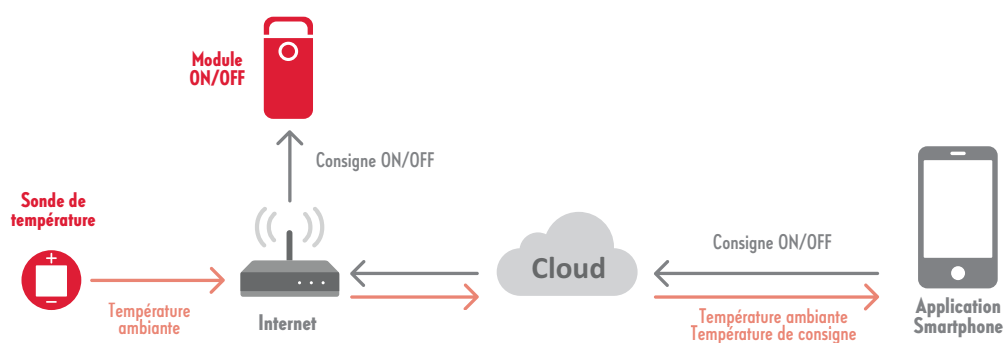 Module
ON/OFF
Consigne ON/OFF
Sonde de
température
+
−
Température
ambiante
Internet
Cloud
Consigne ON/OFF
Température ambiante
Température de consigne
Application
Smartphone